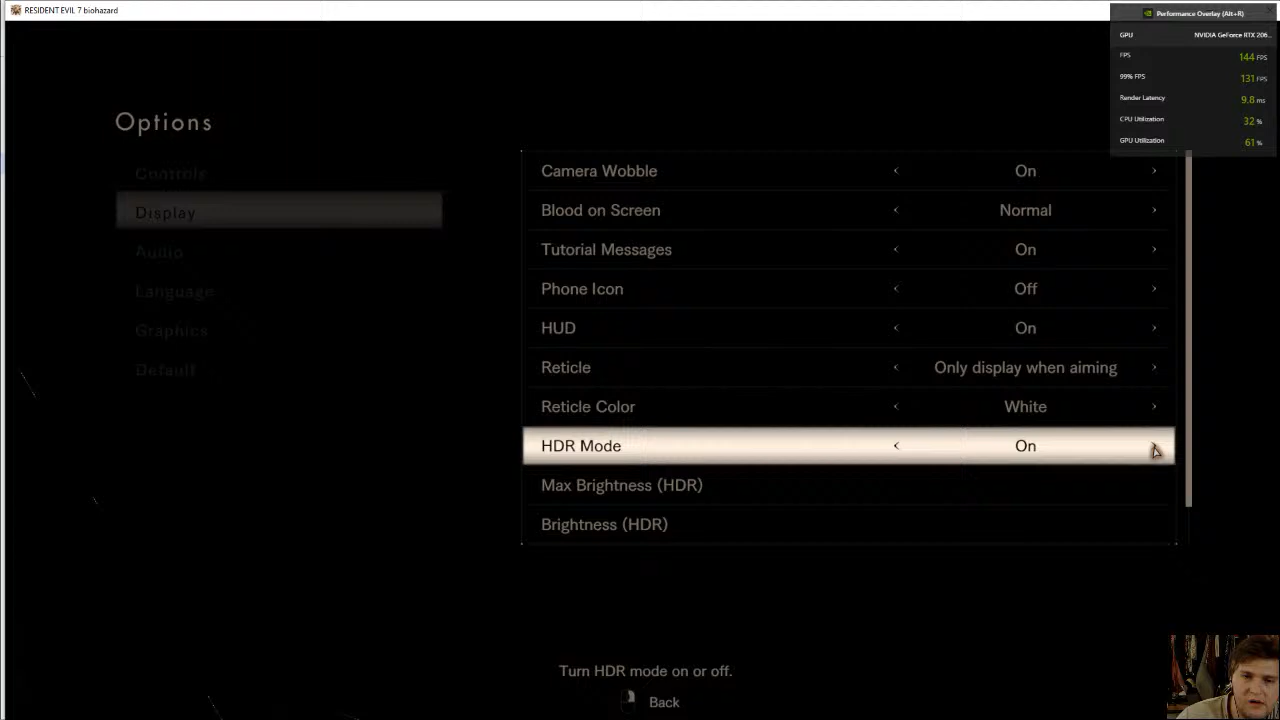 RESIDENT EVIL 7 biohazard
Performance Overlay (Alt+R)
GPU NVIDIA GeForce RTX 206...
FPS 144 FPS
99% FPS 131 FPS
Render Latency 9.8 ms
CPU Utilization 32 %
GPU Utilization 61 %
Options
Controls
Display
Audio
Language
Graphics
Default
Camera Wobble < On >
Blood on Screen < Normal >
Tutorial Messages < On >
Phone Icon < Off >
HUD < On >
Reticle < Only display when aiming >
Reticle Color < White >
HDR Mode < On >
Max Brightness (HDR)
Brightness (HDR)
Turn HDR mode on or off.
Back